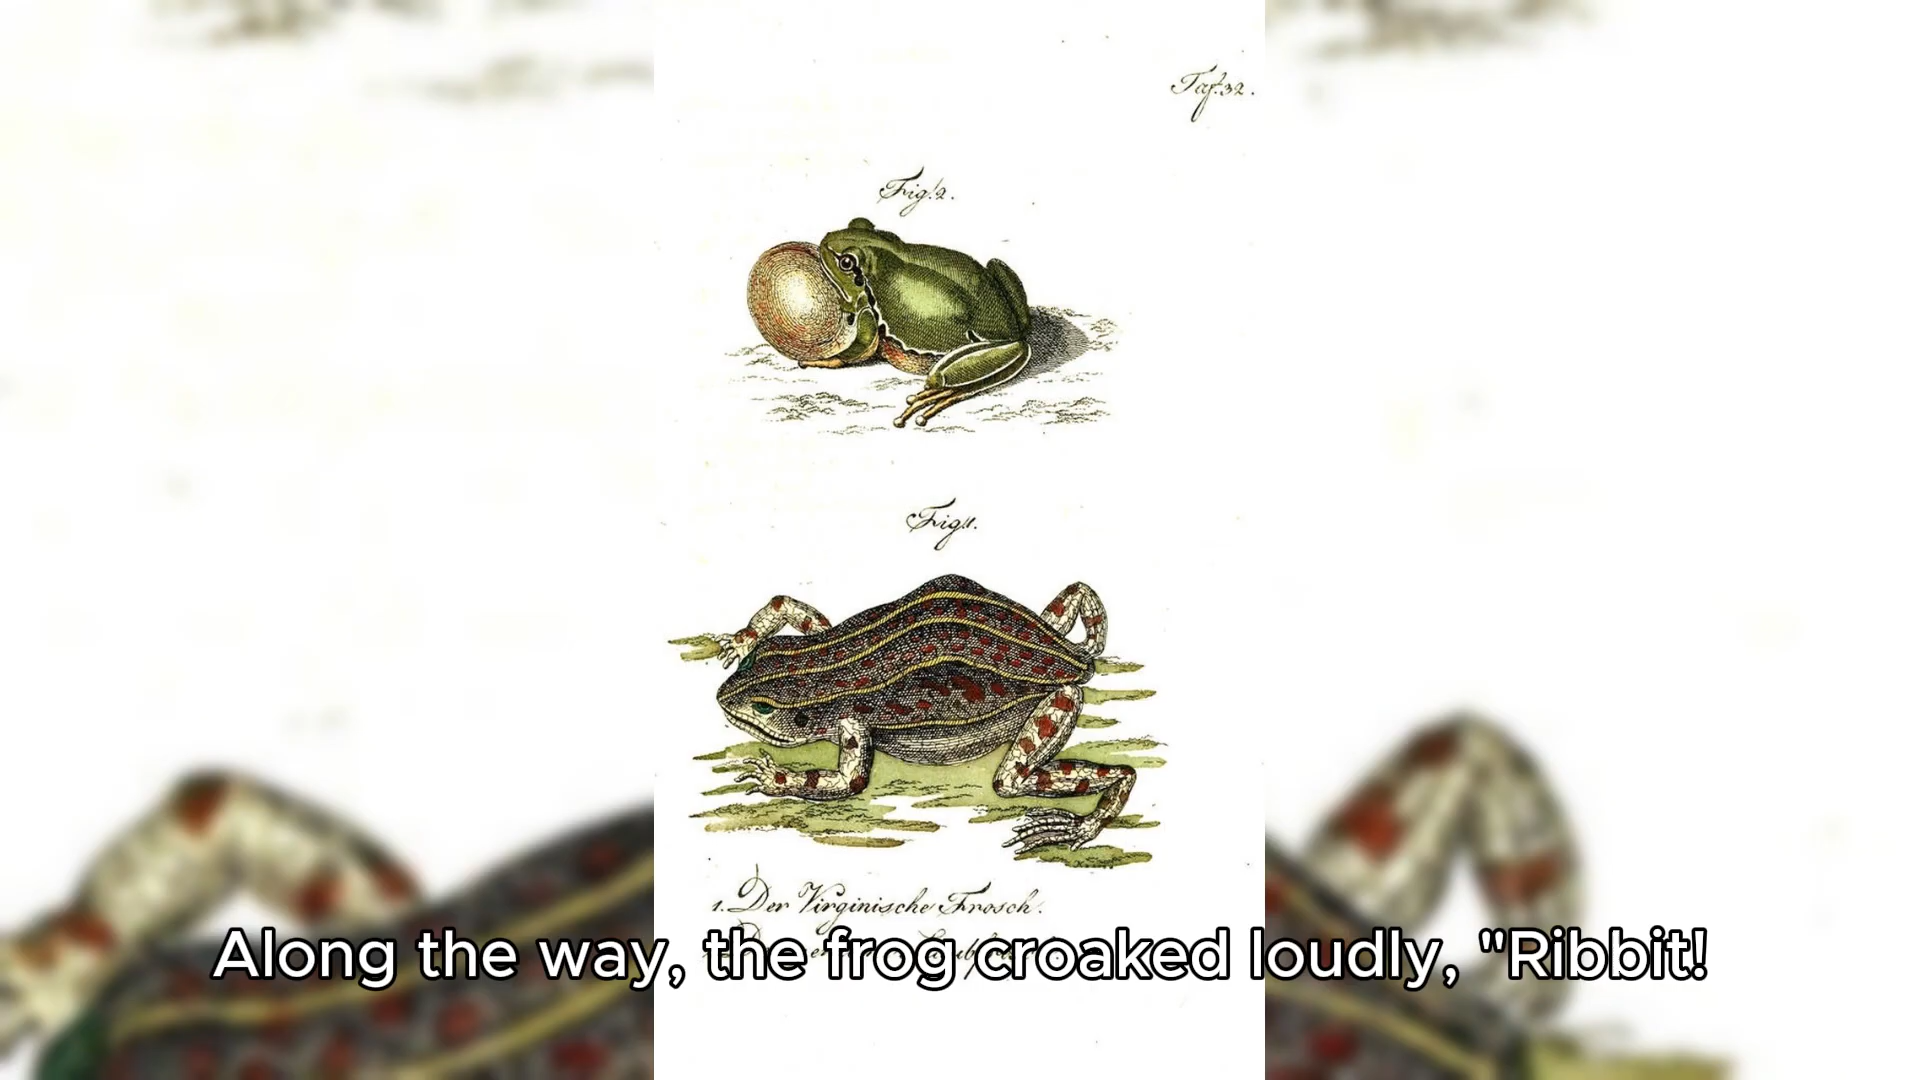 Taf. 32.
Fig. 2.
Fig. 1.
1. Der Virginische Frosch.
Along the way, the frog croaked loudly, "Ribbit!